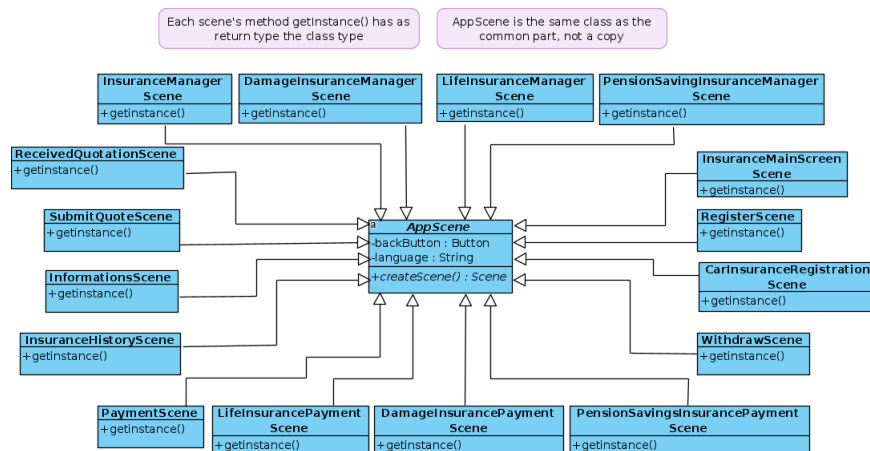 Each scene's method getInstance() has as
return type the class type
AppScene is the same class as the
common part, not a copy
InsuranceManager
Scene
+getinstance()
DamageInsuranceManager
Scene
+getinstance()
LifeInsuranceManager
Scene
+getinstance()
PensionSavingInsuranceManager
Scene
+getinstance()
ReceivedQuotationScene
+getinstance()
InsuranceMainScreen
Scene
+getinstance()
SubmitQuoteScene
+getinstance()
a
AppScene
-backButton : Button
-language : String
+createScene() : Scene
RegisterScene
+getinstance()
InformationsScene
+getinstance()
CarInsuranceRegistration
Scene
+getinstance()
InsuranceHistoryScene
+getinstance()
WithdrawScene
+getinstance()
PaymentScene
+getinstance()
LifeInsurancePayment
Scene
+getinstance()
DamageInsurancePayment
Scene
+getinstance()
PensionSavingsInsurancePayment
Scene
+getinstance()